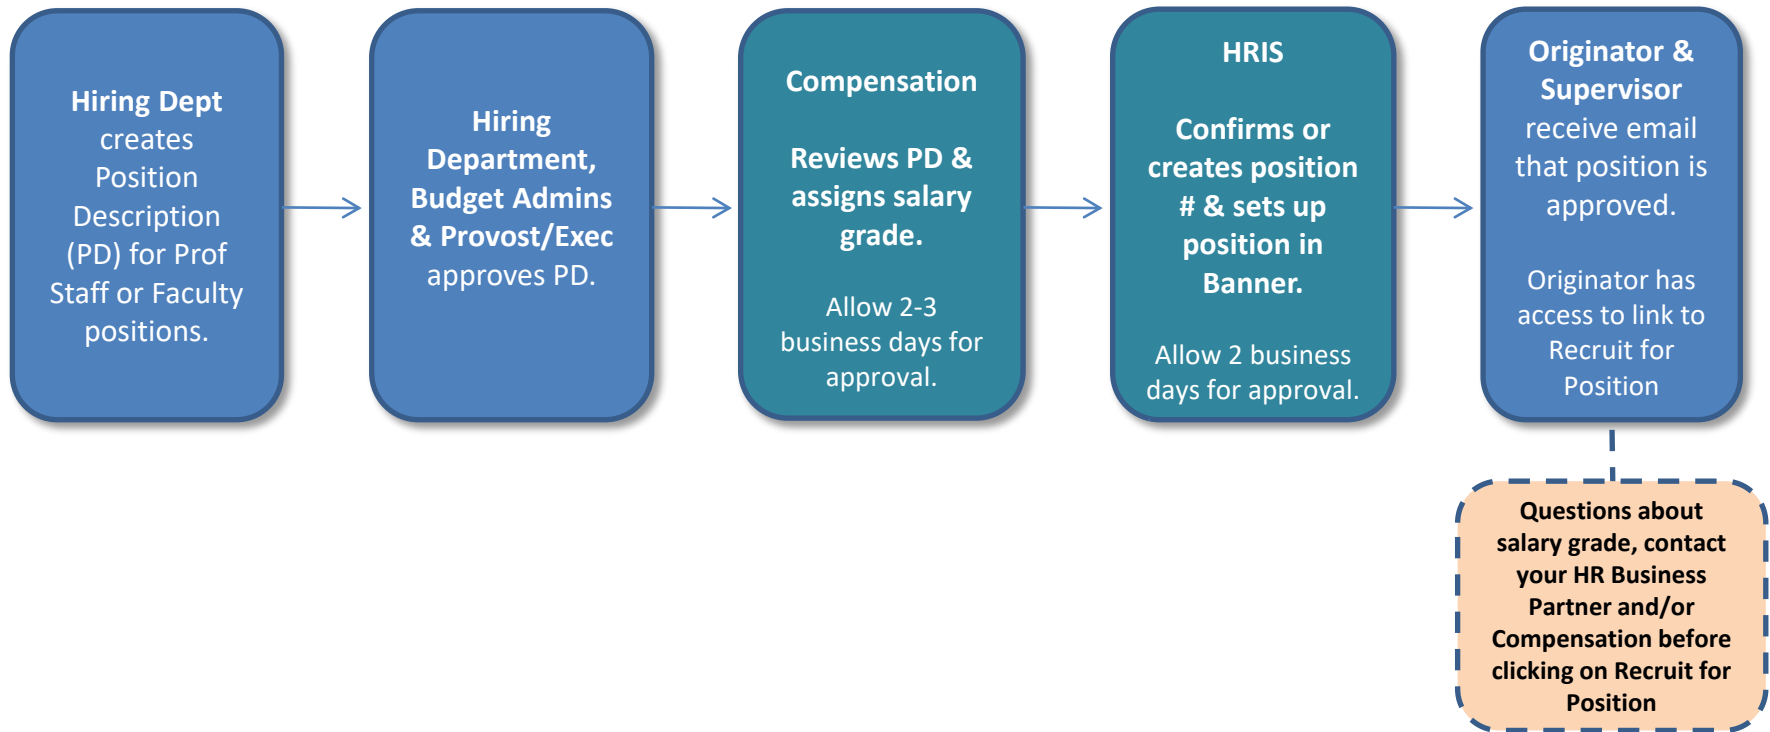 Hiring Dept
creates
Position
Description
(PD) for Prof
Staff or Faculty
positions.
Hiring
Department,
Budget Admins
& Provost/Exec
approves PD.
Compensation
Reviews PD &
assigns salary
grade.
Allow 2-3
business days for
approval.
HRIS
Confirms or
creates position
# & sets up
position in
Banner.
Allow 2 business
days for approval.
Originator &
Supervisor
receive email
that position is
approved.
Originator has
access to link to
Recruit for
Position
Questions about
salary grade, contact
your HR Business
Partner and/or
Compensation before
clicking on Recruit for
Position